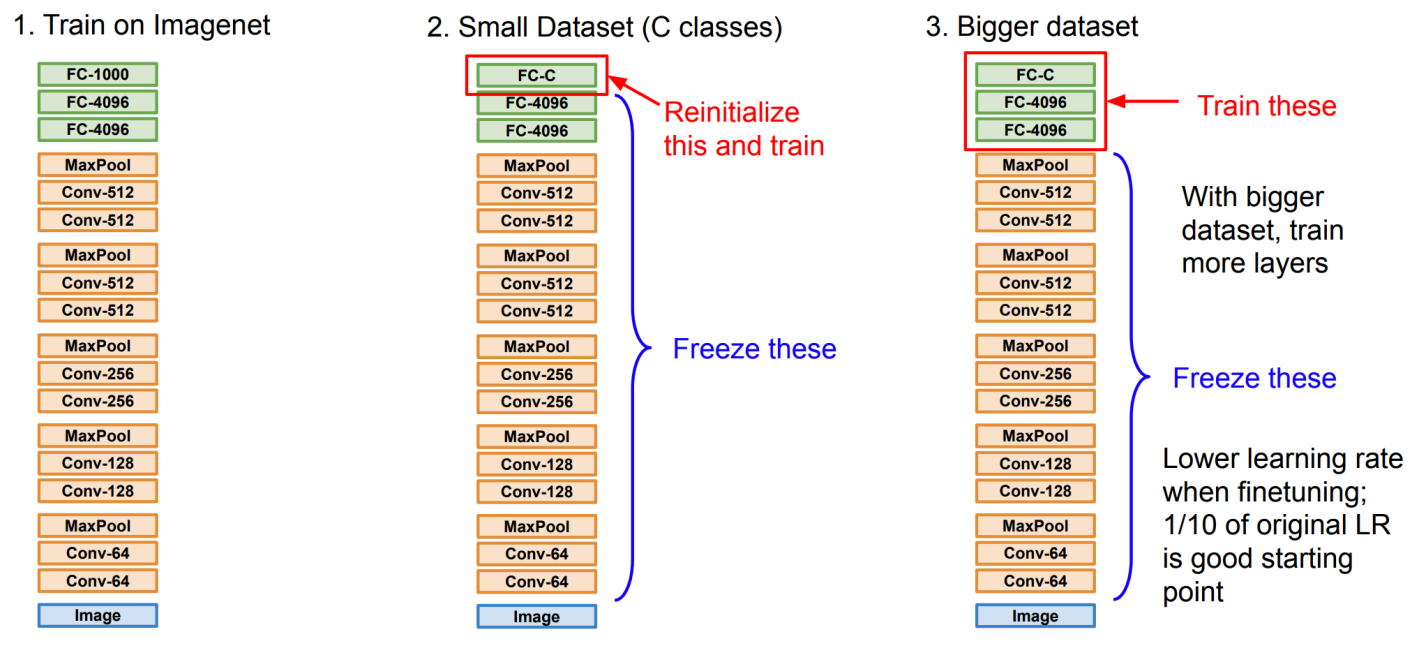 1. Train on Imagenet
FC-1000
FC-4096
FC-4096
MaxPool
Conv-512
Conv-512
MaxPool
Conv-512
Conv-512
MaxPool
Conv-256
Conv-256
MaxPool
Conv-128
Conv-128
MaxPool
Conv-64
Conv-64
Image
2. Small Dataset (C classes)
FC-C
FC-4096
FC-4096
MaxPool
Conv-512
Conv-512
MaxPool
Conv-512
Conv-512
MaxPool
Conv-256
Conv-256
MaxPool
Conv-128
Conv-128
MaxPool
Conv-64
Conv-64
Image
Reinitialize
this and train
Freeze these
3. Bigger dataset
FC-C
FC-4096
FC-4096
MaxPool
Conv-512
Conv-512
MaxPool
Conv-512
Conv-512
MaxPool
Conv-256
Conv-256
MaxPool
Conv-128
Conv-128
MaxPool
Conv-64
Conv-64
Image
Train these
With bigger
dataset, train
more layers
Freeze these
Lower learning rate
when finetuning;
1/10 of original LR
is good starting
point